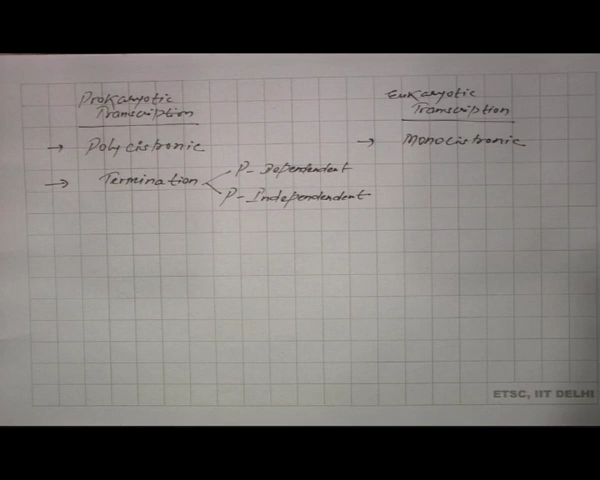 Prokaryotic
Transcription
Eukaryotic
Transcription
→ Polycistronic
→ Monocistronic
→ Termination
ρ- Dependendent
ρ- Independendent
ETSC, IIT DELHI